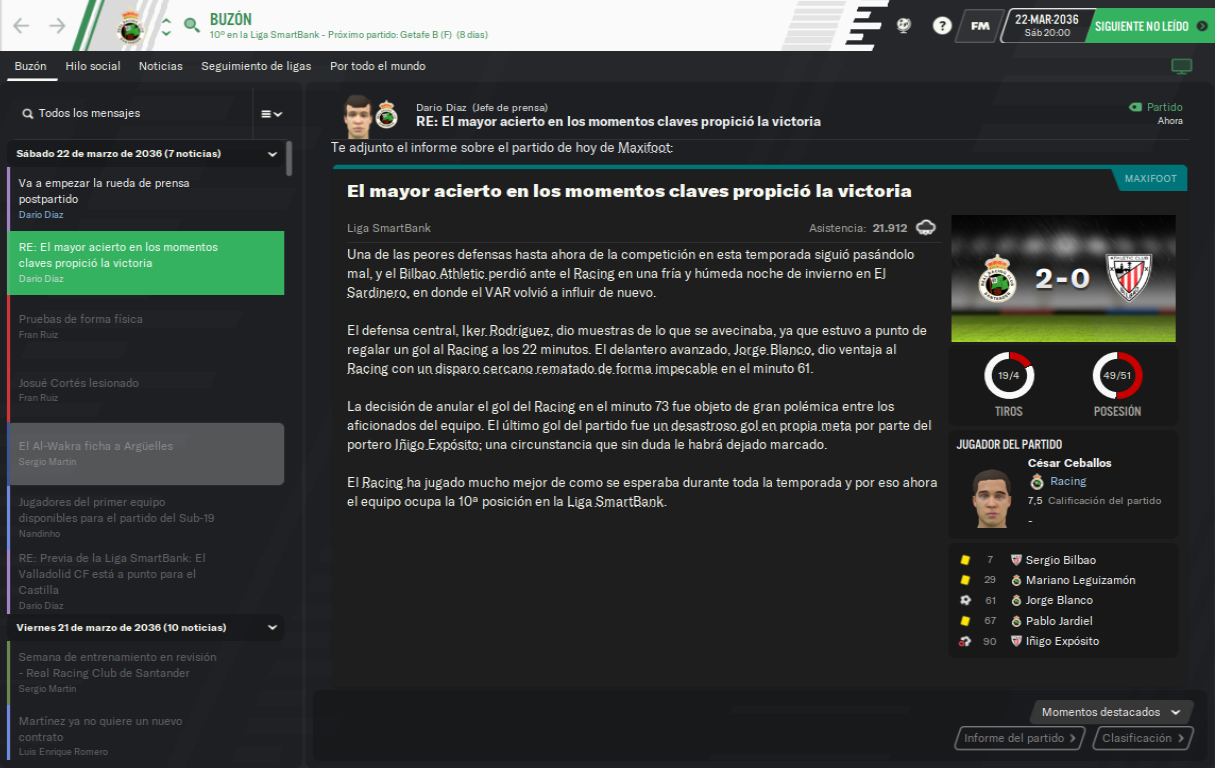 BUZÓN
10º en la Liga SmartBank - Próximo partido: Getafe B (F) (8 días)
?
FM
22-MAR-2036
Sáb 20:00
SIGUIENTE NO LEÍDO
Buzón
Hilo social
Noticias
Seguimiento de ligas
Por todo el mundo
Todos los mensajes
Sábado 22 de marzo de 2036 (7 noticias)
Va a empezar la rueda de prensa
postpartido
Darío Díaz
RE: El mayor acierto en los momentos
claves propició la victoria
Darío Díaz
Pruebas de forma física
Fran Ruiz
Josué Cortés lesionado
Fran Ruiz
El Al-Wakra ficha a Argüelles
Sergio Martín
Jugadores del primer equipo
disponibles para el partido del Sub-19
Nandinho
RE: Previa de la Liga SmartBank: El
Valladolid CF está a punto para el
Castilla
Darío Díaz
Viernes 21 de marzo de 2036 (10 noticias)
Semana de entrenamiento en revisión
- Real Racing Club de Santander
Sergio Martín
Martínez ya no quiere un nuevo
contrato
Luis Enrique Romero
Darío Díaz (Jefe de prensa)
RE: El mayor acierto en los momentos claves propició la victoria
Partido
Ahora
Te adjunto el informe sobre el partido de hoy de Maxifoot:
MAXIFOOT
El mayor acierto en los momentos claves propició la victoria
Liga SmartBank
Asistencia: 21.912
Una de las peores defensas hasta ahora de la competición en esta temporada siguió pasándolo
mal, y el Bilbao Athletic perdió ante el Racing en una fría y húmeda noche de invierno en El
Sardinero, en donde el VAR volvió a influir de nuevo.
El defensa central, Iker Rodríguez, dio muestras de lo que se avecinaba, ya que estuvo a punto de
regalar un gol al Racing a los 22 minutos. El delantero avanzado, Jorge Blanco, dio ventaja al
Racing con un disparo cercano rematado de forma impecable en el minuto 61.
La decisión de anular el gol del Racing en el minuto 73 fue objeto de gran polémica entre los
aficionados del equipo. El último gol del partido fue un desastroso gol en propia meta por parte del
portero Iñigo Expósito; una circunstancia que sin duda le habrá dejado marcado.
El Racing ha jugado mucho mejor de como se esperaba durante toda la temporada y por eso ahora
el equipo ocupa la 10ª posición en la Liga SmartBank.
2-0
ATHLETIC CLUB
19/4
TIROS
49/51
POSESIÓN
JUGADOR DEL PARTIDO
César Ceballos
Racing
7,5 Calificación del partido
-
7 Sergio Bilbao
29 Mariano Leguizamón
61 Jorge Blanco
67 Pablo Jardiel
90 Iñigo Expósito
Momentos destacados
Informe del partido
Clasificación